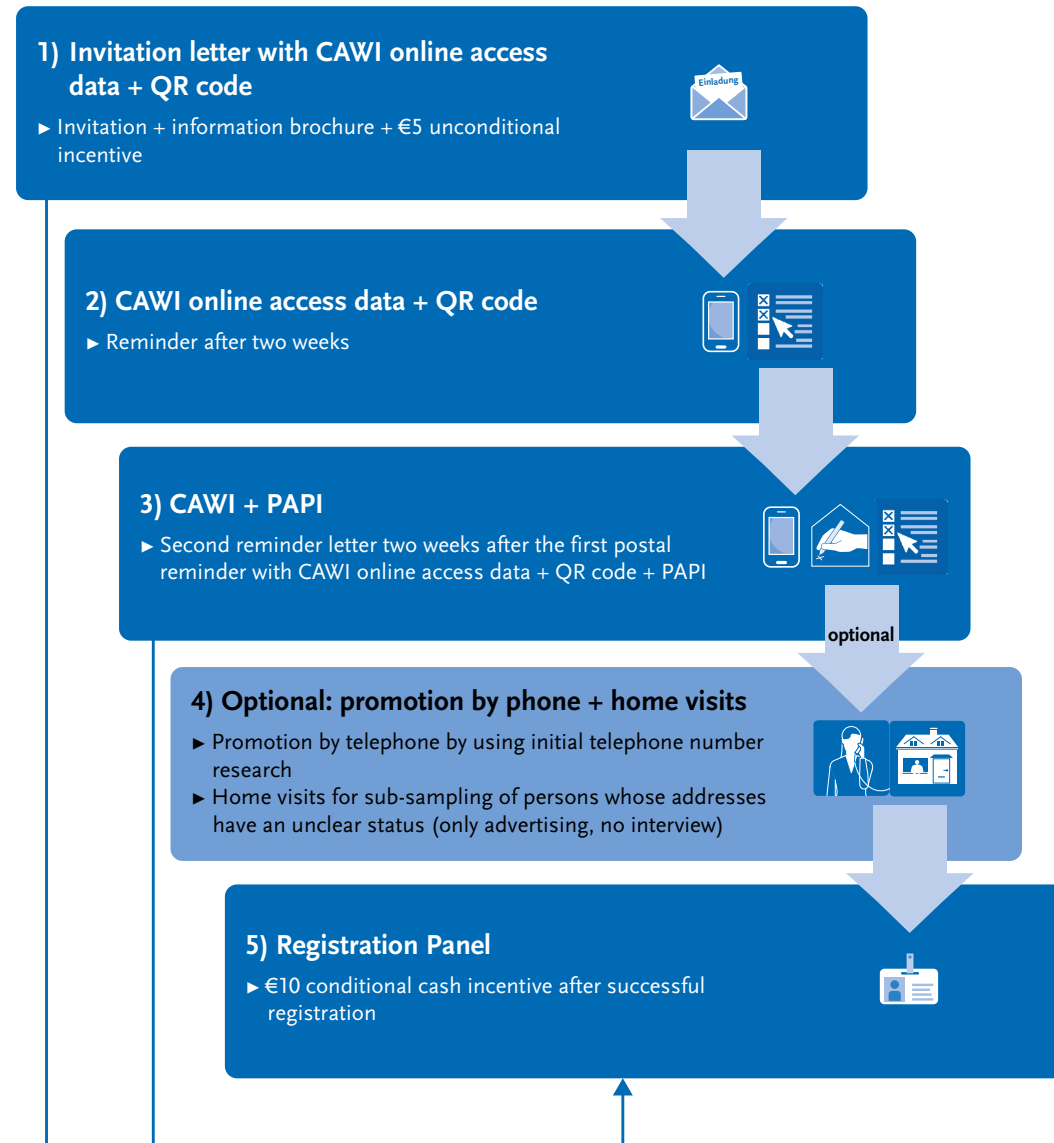 1) Invitation letter with CAWI online access
data + QR code
► Invitation + information brochure + €5 unconditional
incentive
Einladung
2) CAWI online access data + QR code
► Reminder after two weeks
3) CAWI + PAPI
► Second reminder letter two weeks after the first postal
reminder with CAWI online access data + QR code + PAPI
optional
4) Optional: promotion by phone + home visits
► Promotion by telephone by using initial telephone number
research
► Home visits for sub-sampling of persons whose addresses
have an unclear status (only advertising, no interview)
5) Registration Panel
► €10 conditional cash incentive after successful
registration